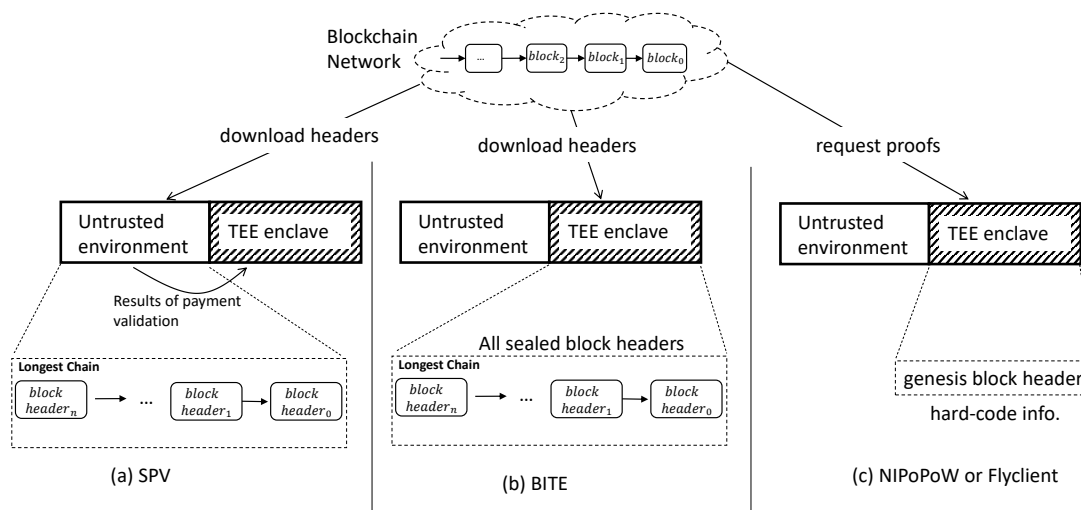 Blockchain
Network
...
block₂
block₁
block₀
download headers
download headers
request proofs
Untrusted
environment
TEE enclave
Untrusted
environment
TEE enclave
Untrusted
environment
TEE enclave
Results of payment
validation
Longest Chain
block
headerₙ
...
block
header₁
block
header₀
All sealed block headers
Longest Chain
block
headerₙ
...
block
header₁
block
header₀
genesis block header
hard-code info.
(a) SPV
(b) BITE
(c) NIPoPoW or Flyclient